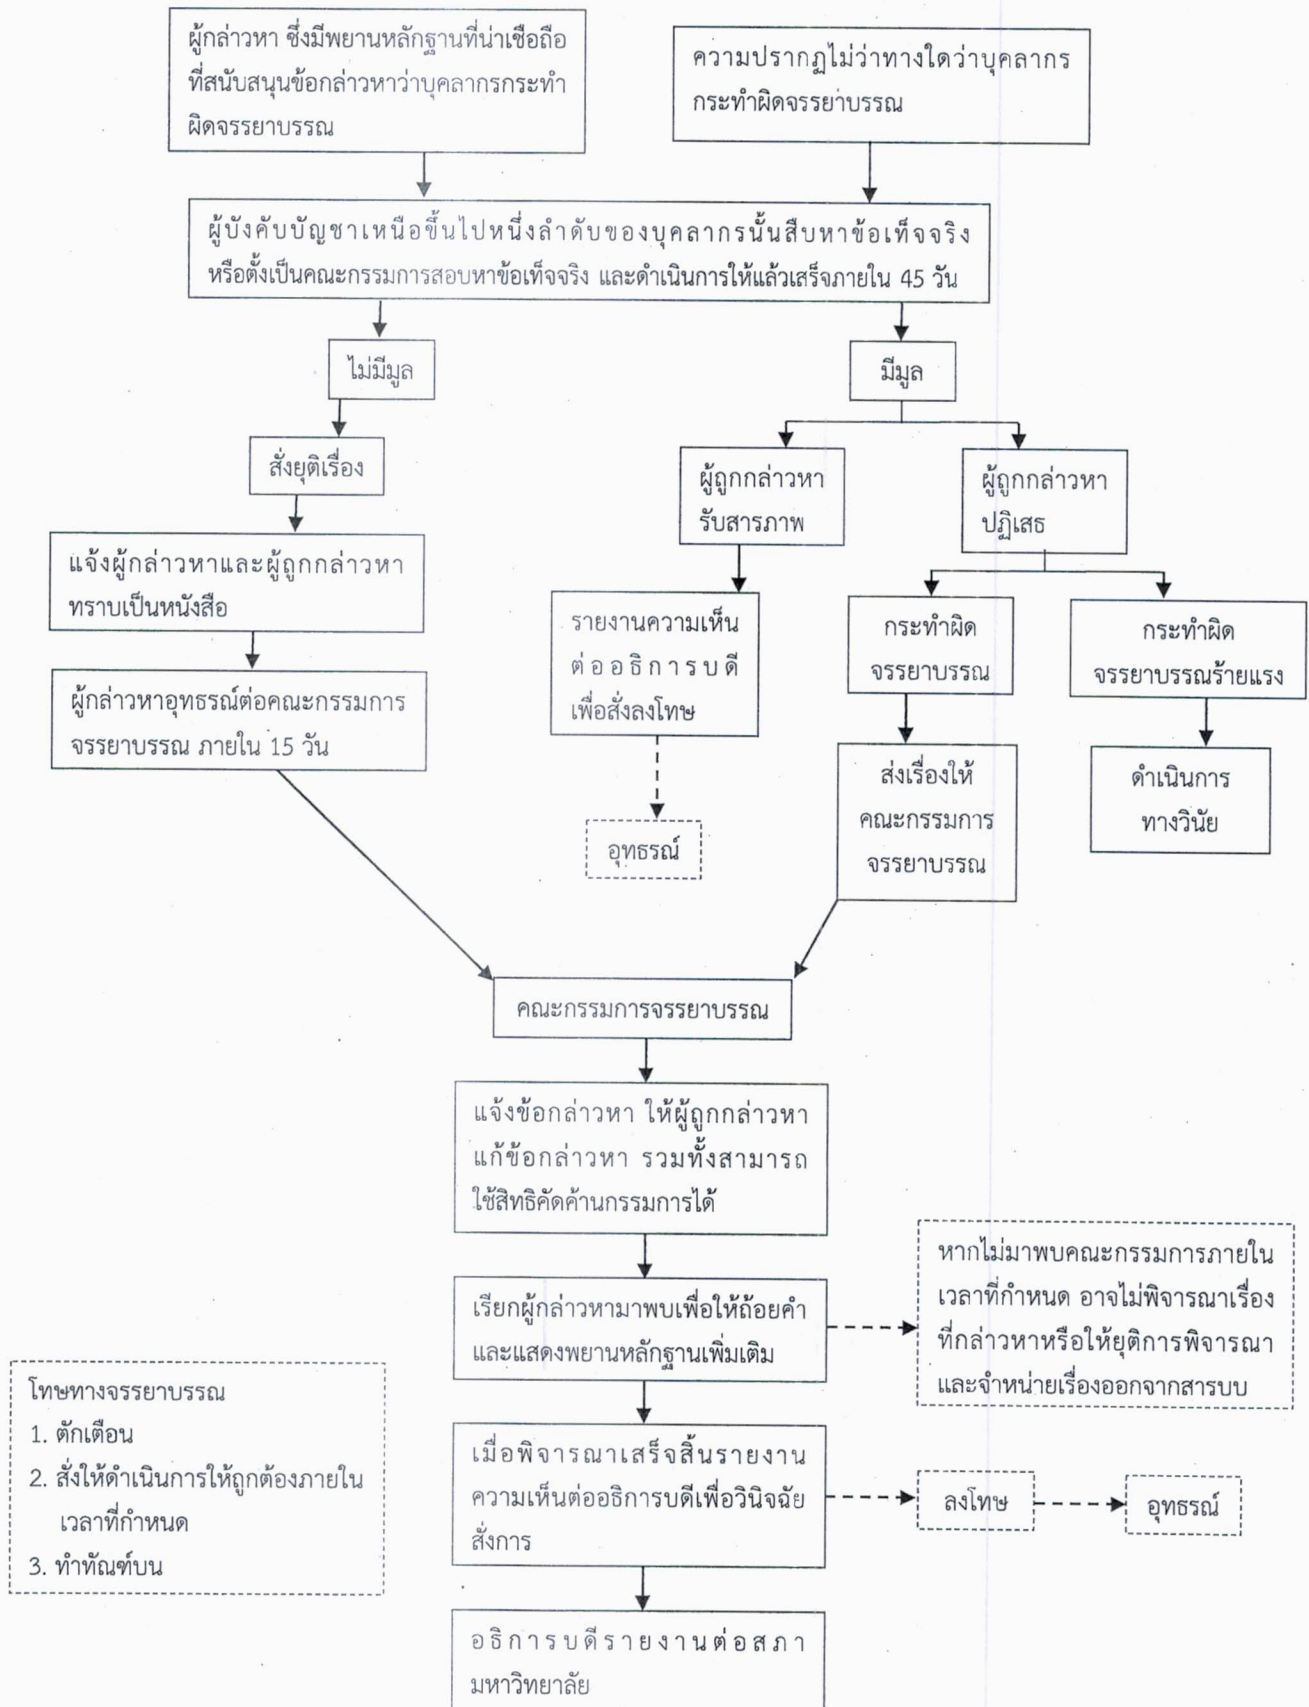 ผู้กล่าวหา ซึ่งมีพยานหลักฐานที่น่าเชื่อถือ
ที่สนับสนุนข้อกล่าวหาว่าบุคลากรกระทำ
ผิดจรรยาบรรณ
ความปรากฏไม่ว่าทางใดว่าบุคลากร
กระทำผิดจรรยาบรรณ
ผู้บังคับบัญชาเหนือขึ้นไปหนึ่งลำดับของบุคลากรนั้นสืบหาข้อเท็จจริง
หรือตั้งเป็นคณะกรรมการสอบหาข้อเท็จจริง และดำเนินการให้แล้วเสร็จภายใน 45 วัน
ไม่มีมูล
มีมูล
สั่งยุติเรื่อง
ผู้ถูกกล่าวหา
รับสารภาพ
ผู้ถูกกล่าวหา
ปฏิเสธ
แจ้งผู้กล่าวหาและผู้ถูกกล่าวหา
ทราบเป็นหนังสือ
รายงานความเห็น
ต่ออธิการบดี
เพื่อสั่งลงโทษ
กระทำผิด
จรรยาบรรณ
กระทำผิด
จรรยาบรรณร้ายแรง
ผู้กล่าวหาอุทธรณ์ต่อคณะกรรมการ
จรรยาบรรณ ภายใน 15 วัน
อุทธรณ์
ส่งเรื่องให้
คณะกรรมการ
จรรยาบรรณ
ดำเนินการ
ทางวินัย
คณะกรรมการจรรยาบรรณ
แจ้งข้อกล่าวหา ให้ผู้ถูกกล่าวหา
แก้ข้อกล่าวหา รวมทั้งสามารถ
ใช้สิทธิคัดค้านกรรมการได้
เรียกผู้กล่าวหามาพบเพื่อให้ถ้อยคำ
และแสดงพยานหลักฐานเพิ่มเติม
หากไม่มาพบคณะกรรมการภายใน
เวลาที่กำหนด อาจไม่พิจารณาเรื่อง
ที่กล่าวหาหรือให้ยุติการพิจารณา
และจำหน่ายเรื่องออกจากสารบบ
โทษทางจรรยาบรรณ
1. ตักเตือน
2. สั่งให้ดำเนินการให้ถูกต้องภายใน
เวลาที่กำหนด
3. ทำทัณฑ์บน
เมื่อพิจารณาเสร็จสิ้นรายงาน
ความเห็นต่ออธิการบดีเพื่อวินิจฉัย
สั่งการ
ลงโทษ
อุทธรณ์
อธิการบดีรายงานต่อสภา
มหาวิทยาลัย